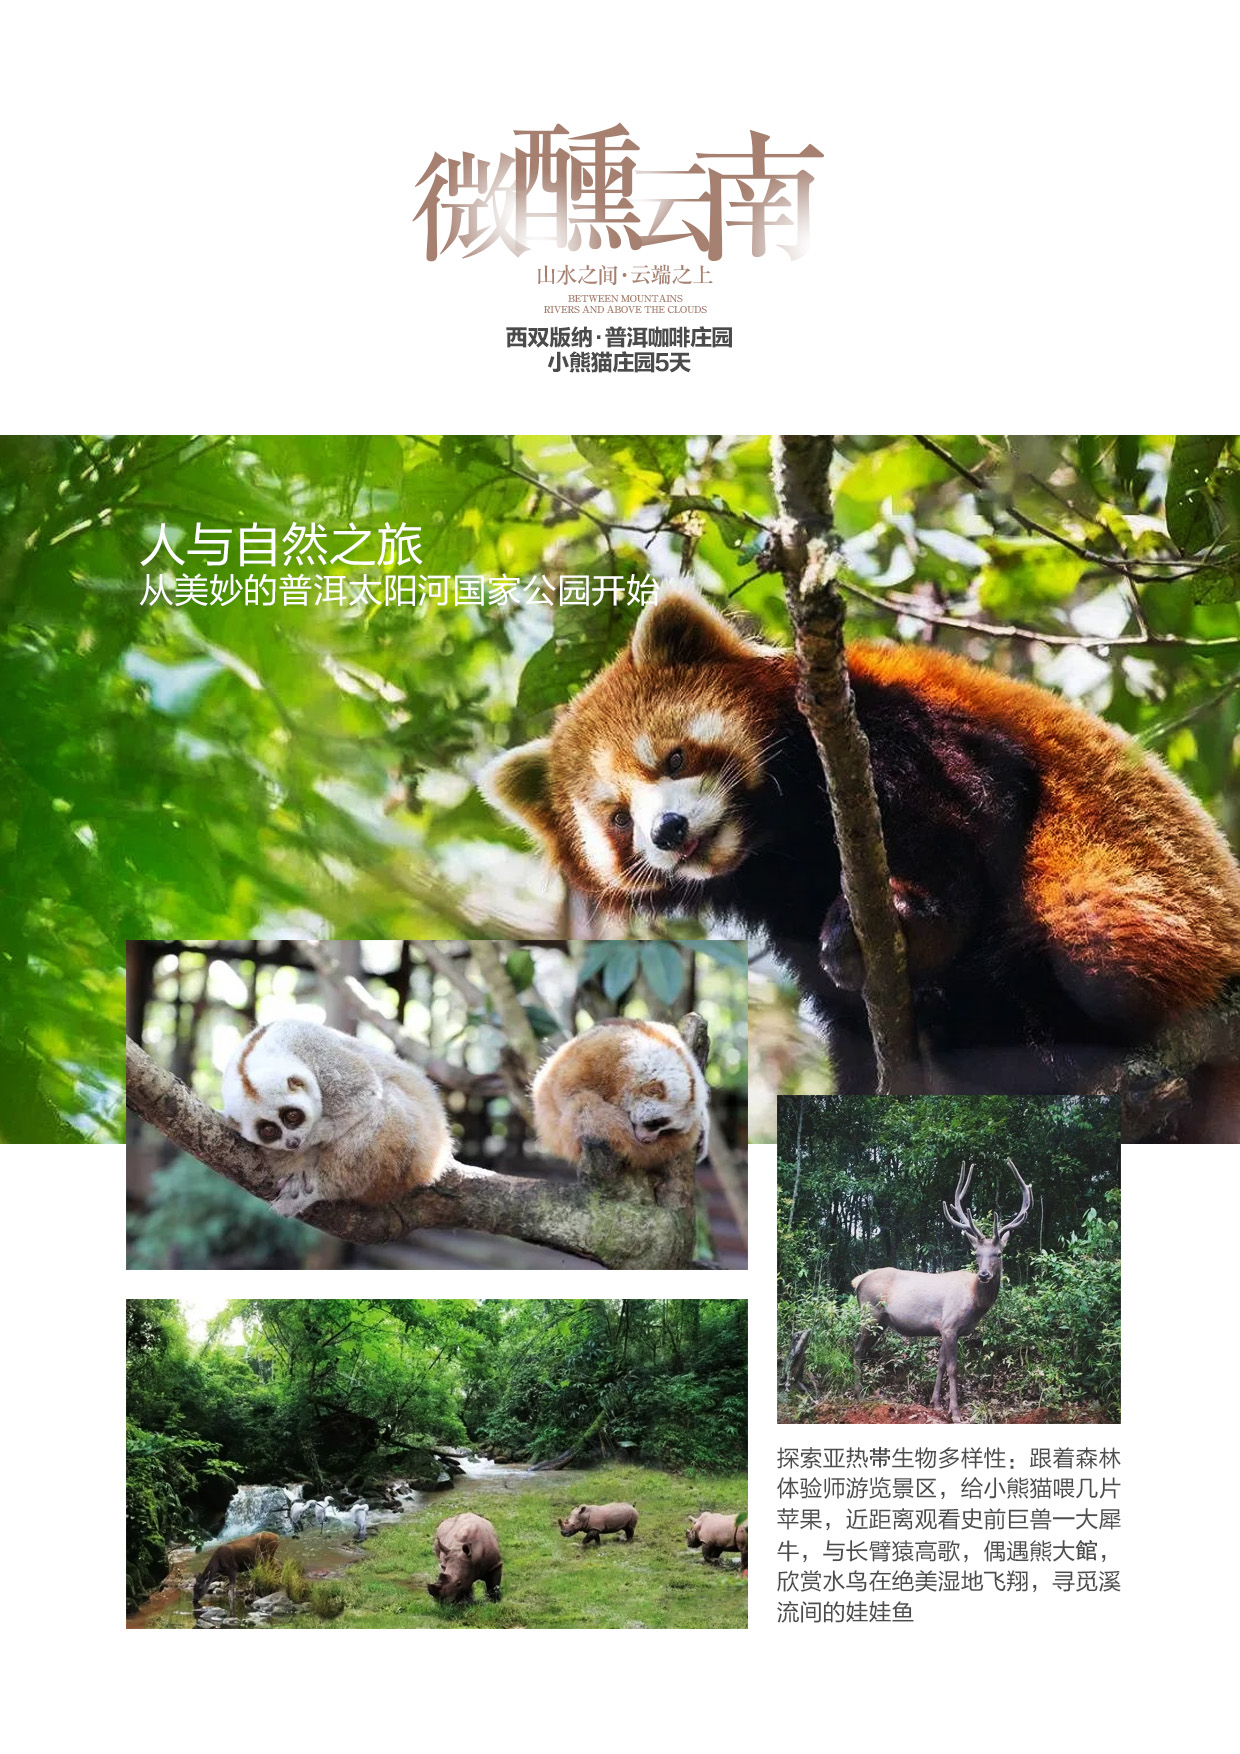 微醺云南
山水之间·云端之上
BETWEEN MOUNTAINS
RIVERS AND ABOVE THE CLOUDS
西双版纳·普洱咖啡庄园
小熊猫庄园5天
人与自然之旅
从美妙的普洱太阳河国家公园开始
探索亚热帯生物多样性：跟着森林
体验师游览景区，给小熊猫喂几片
苹果，近距离观看史前巨兽一大犀
牛，与长臂猿高歌，偶遇熊大館，
欣赏水鸟在绝美湿地飞翔，寻觅溪
流间的娃娃鱼